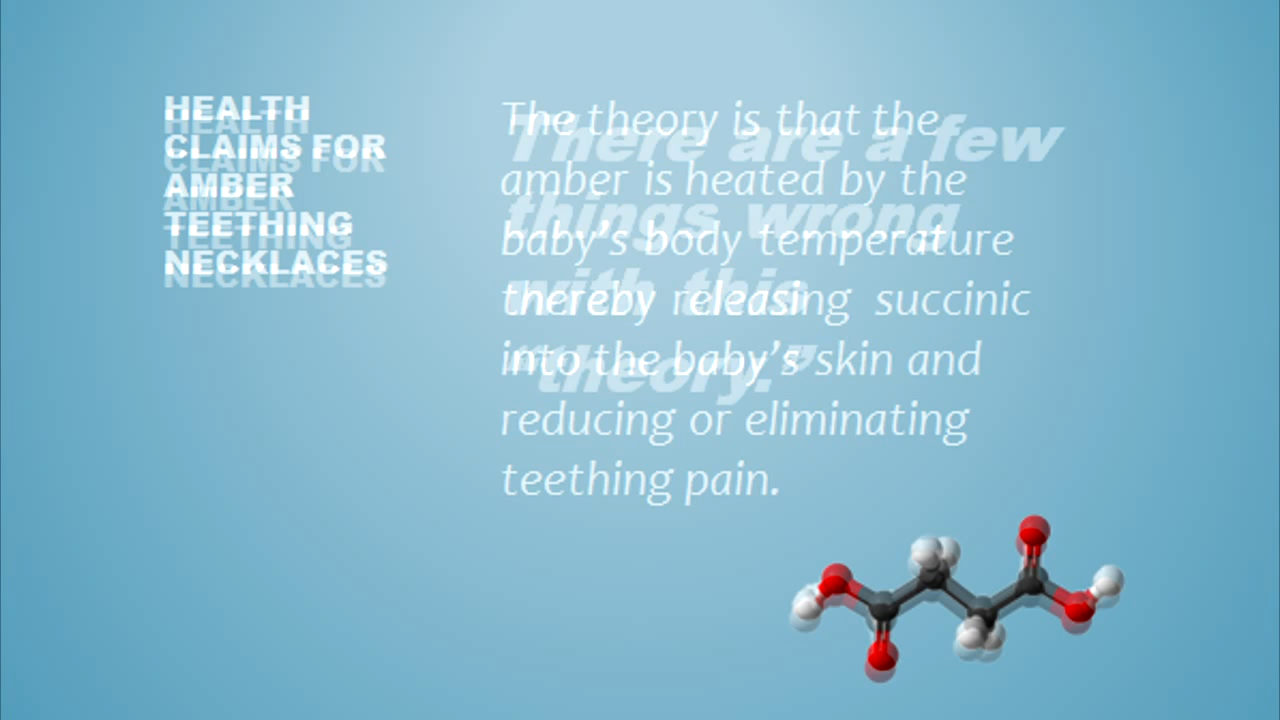 HEALTH
CLAIMS FOR
AMBER
TEETHING
NECKLACES
The theory is that the
amber is heated by the
baby’s body temperature
thereby releasing succinic
into the baby’s skin and
reducing or eliminating
teething pain.
There are a few
things wrong
with this
“theory.”